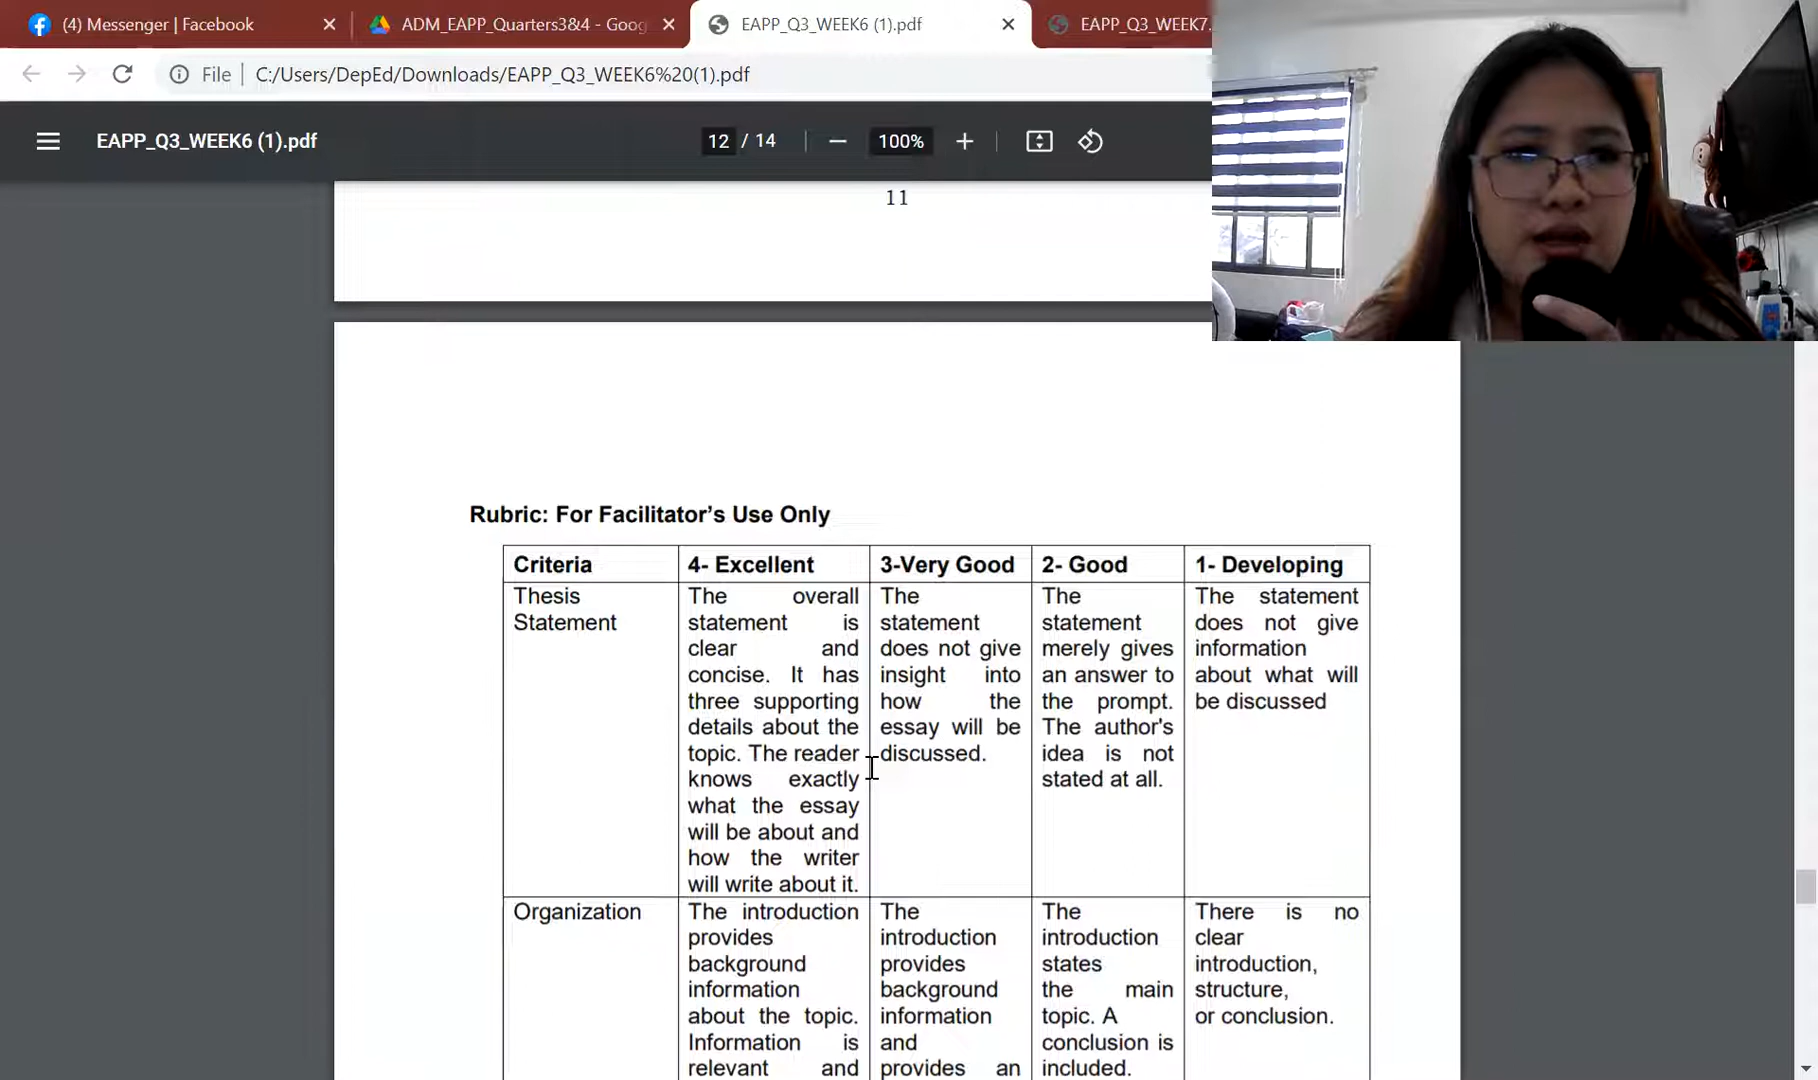 (4) Messenger | Facebook
ADM_EAPP_Quarters3&4 - Goog
EAPP_Q3_WEEK6 (1).pdf
EAPP_Q3_WEEK7.
File
C:/Users/DepEd/Downloads/EAPP_Q3_WEEK6%20(1).pdf
EAPP_Q3_WEEK6 (1).pdf
12 / 14
100%
11
Rubric: For Facilitator's Use Only
Criteria
4- Excellent
3-Very Good
2- Good
1- Developing
Thesis
Statement
The overall
statement is
clear and
concise. It has
three supporting
details about the
topic. The reader
knows exactly
what the essay
will be about and
how the writer
will write about it.
The
statement
does not give
insight into
how the
essay will be
discussed.
The
statement
merely gives
an answer to
the prompt.
The author's
idea is not
stated at all.
The statement
does not give
information
about what will
be discussed
Organization
The introduction
provides
background
information
about the topic.
Information is
relevant and
The
introduction
provides
background
information
and
provides an
The
introduction
states
the main
topic. A
conclusion is
included.
There is no
clear
introduction,
structure,
or conclusion.